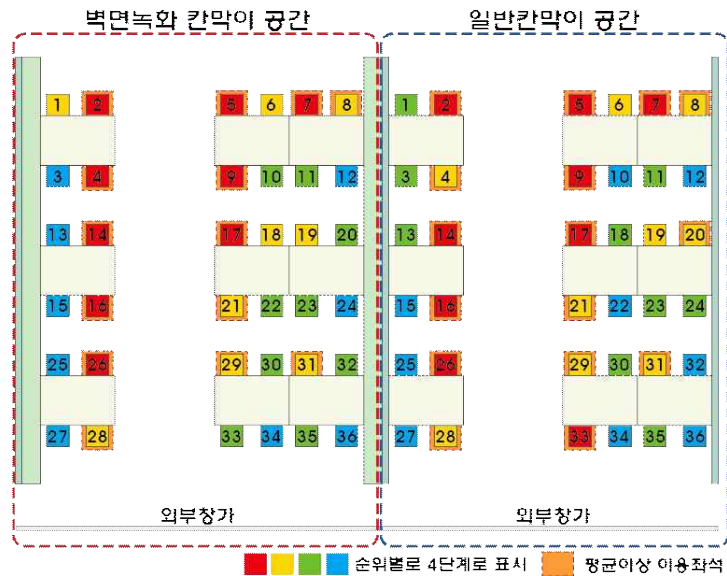 벽면녹화 칸막이 공간 일반칸막이 공간
1 2 5 6 7 8 1 2 5 6 7 8
3 4 9 10 11 12 3 4 9 10 11 12
13 14 17 18 19 20 13 14 17 18 19 20
15 16 21 22 23 24 15 16 21 22 23 24
25 26 29 30 31 32 25 26 29 30 31 32
27 28 33 34 35 36 27 28 33 34 35 36
외부창가 외부창가
순위별로 4단계로 표시 평균이상 이용좌석